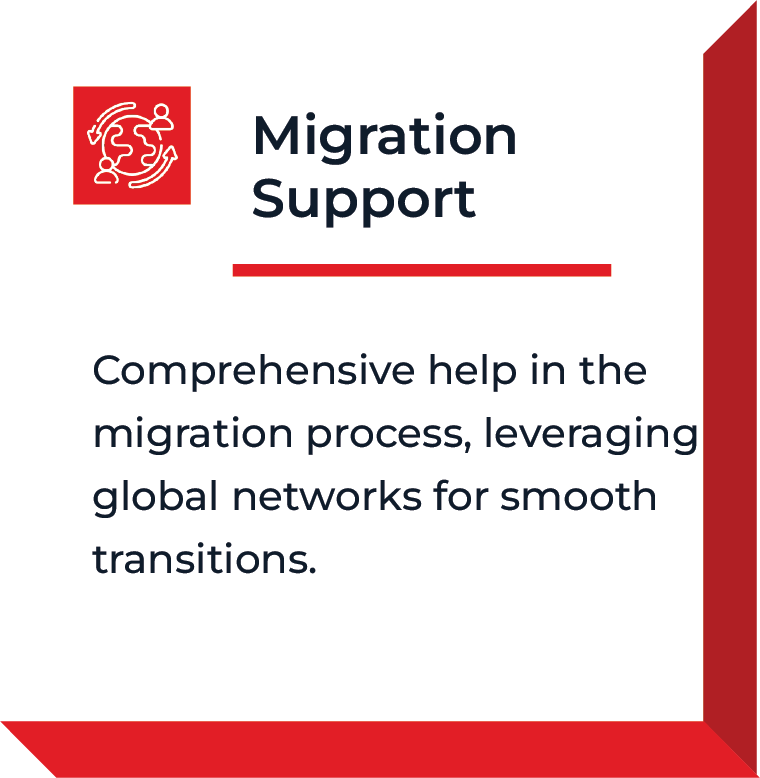 Migration
Support
Comprehensive help in the
migration process, leveraging
global networks for smooth
transitions.